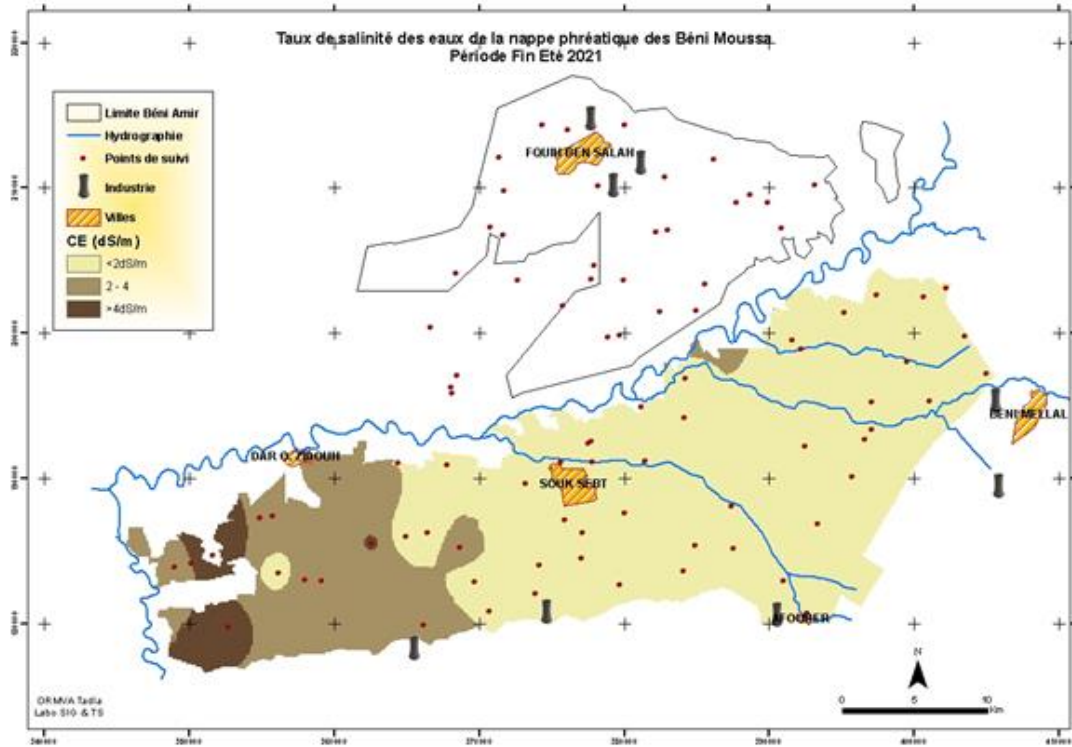 Taux de salinité des eaux de la nappe phréatique des Béni Moussa
Période Fin Eté 2021
Limite Béni Amir
Hydrographie
Points de suivi
Industrie
Villes
CE (dS/m)
<2dS/m
2 - 4
>4dS/m
FQUIH BEN SALAH
BENI MELLAL
DAR O. ZIDOUH
SOUK SEBT
AFOURER
N
0 5 10
Km
ORMVA Tadla
Labo SIG & TS